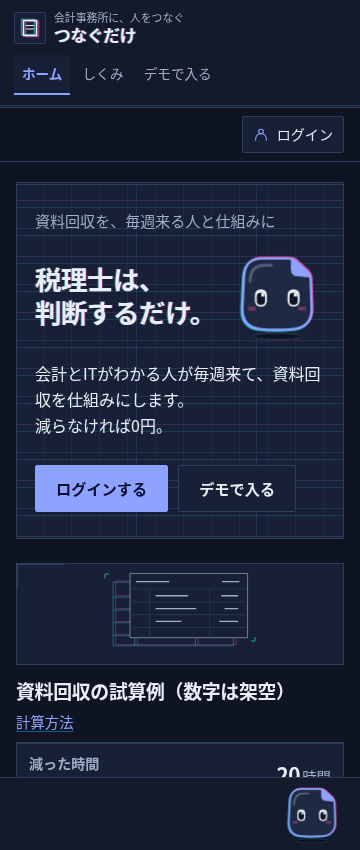 会計事務所に、人をつなぐ
つなぐだけ
ホーム しくみ デモで入る
ログイン
資料回収を、毎週来る人と仕組みに
税理士は、
判断するだけ。
会計とITがわかる人が毎週来て、資料回
収を仕組みにします。
減らなければ0円。
ログインする デモで入る
資料回収の試算例（数字は架空）
計算方法
減った時間
20時間